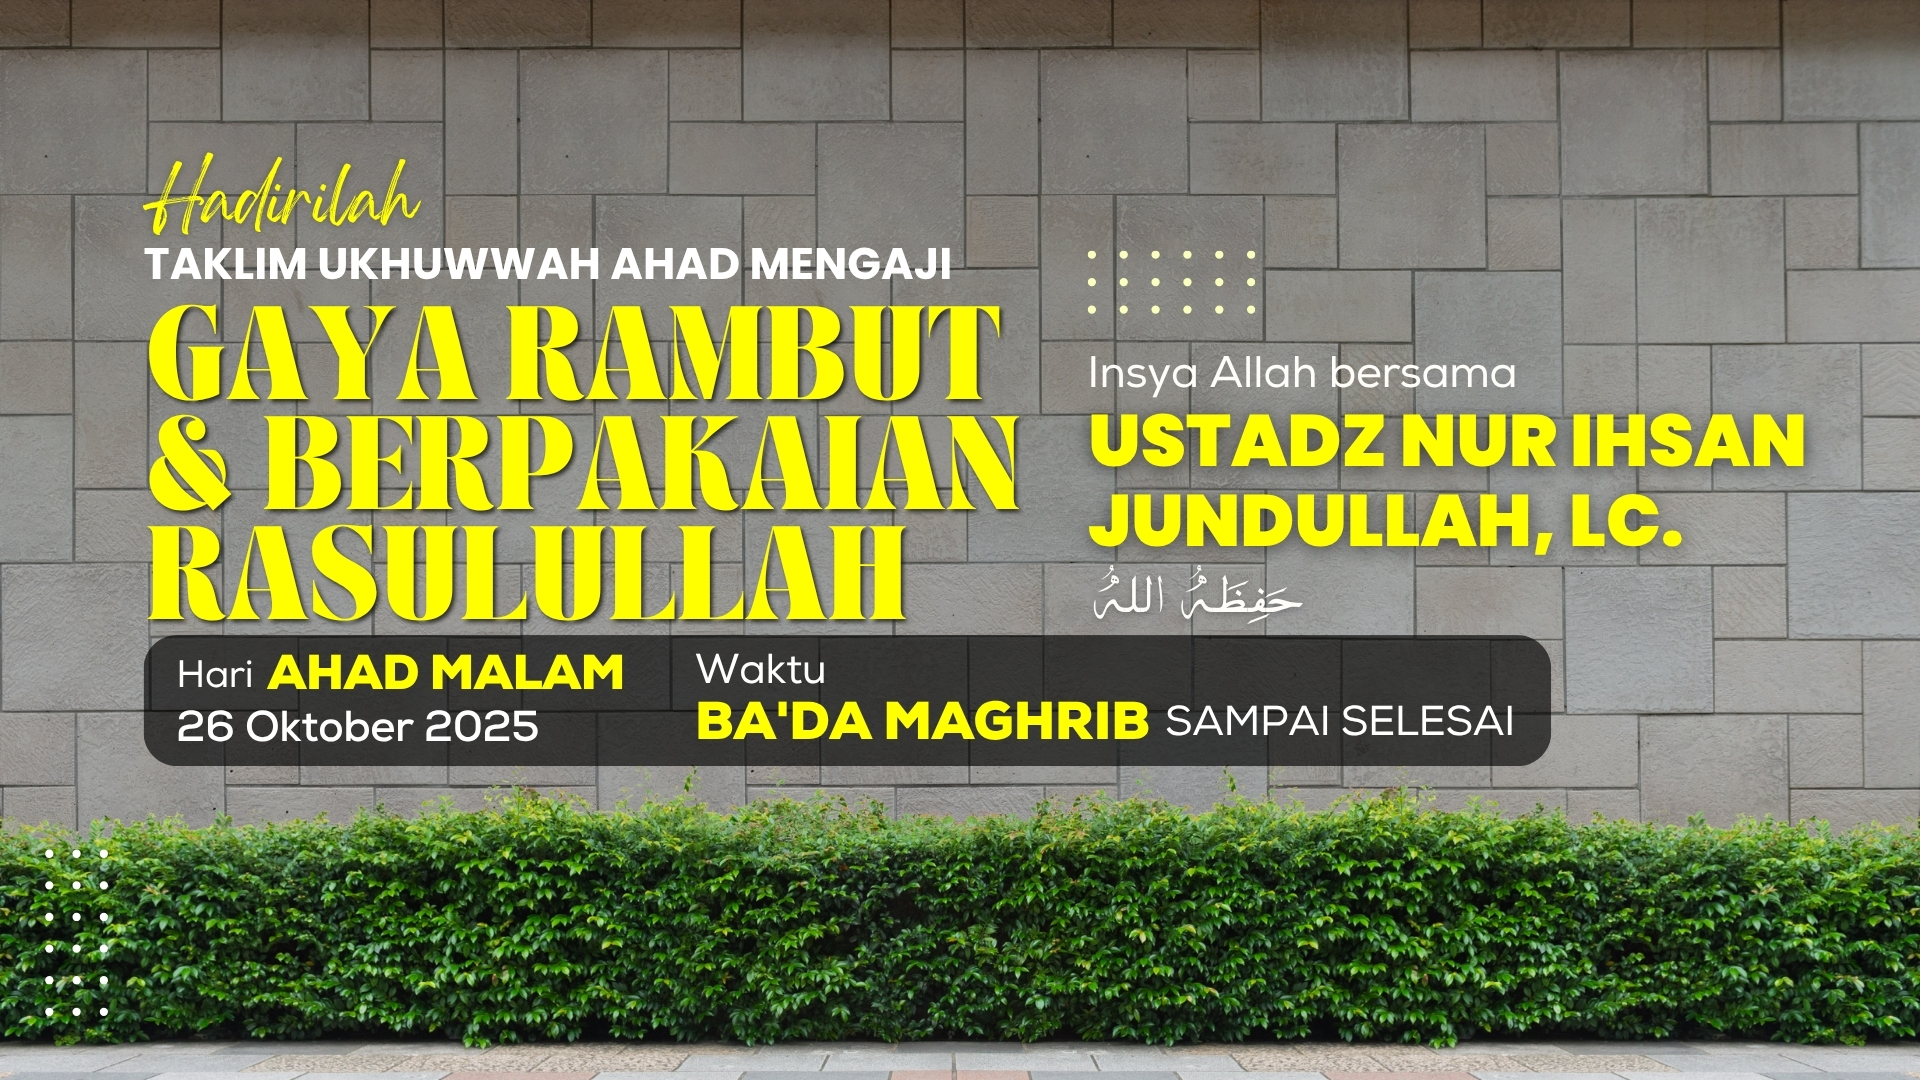 Hadirilah
TAKLIM UKHUWWAH AHAD MENGAJI
GAYA RAMBUT
& BERPAKAIAN
RASULULLAH
Insya Allah bersama
USTADZ NUR IHSAN
JUNDULLAH, LC.
حَفِظَهُ اللهُ
Hari AHAD MALAM
26 Oktober 2025
Waktu
BA'DA MAGHRIB SAMPAI SELESAI